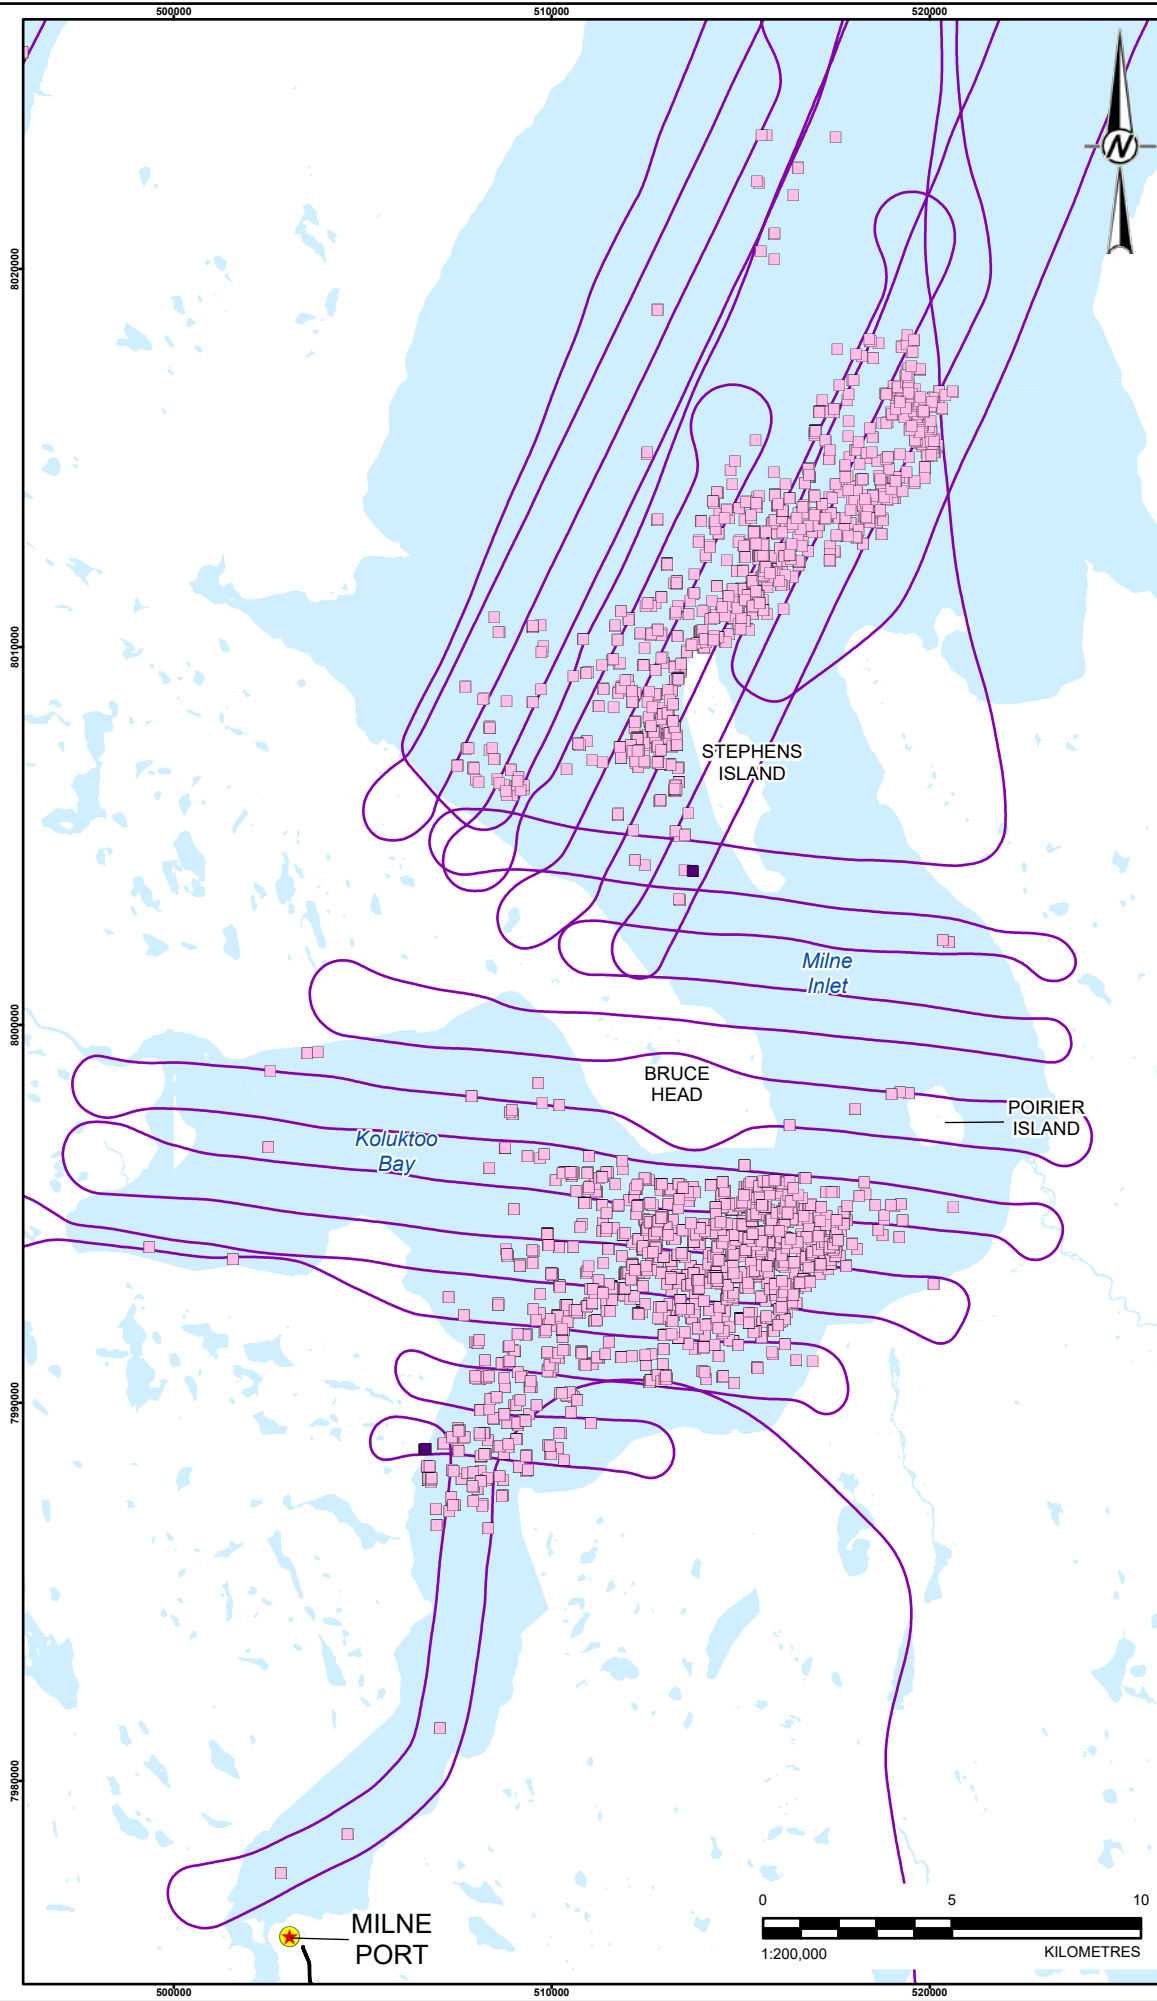 500000
510000
520000
N
8020000
8010000
STEPHENS
ISLAND
Milne
Inlet
8000000
BRUCE
HEAD
POIRIER
ISLAND
Koluktoo
Bay
7990000
7980000
0
5
10
1:200,000
KILOMETRES
MILNE
PORT
500000
510000
520000